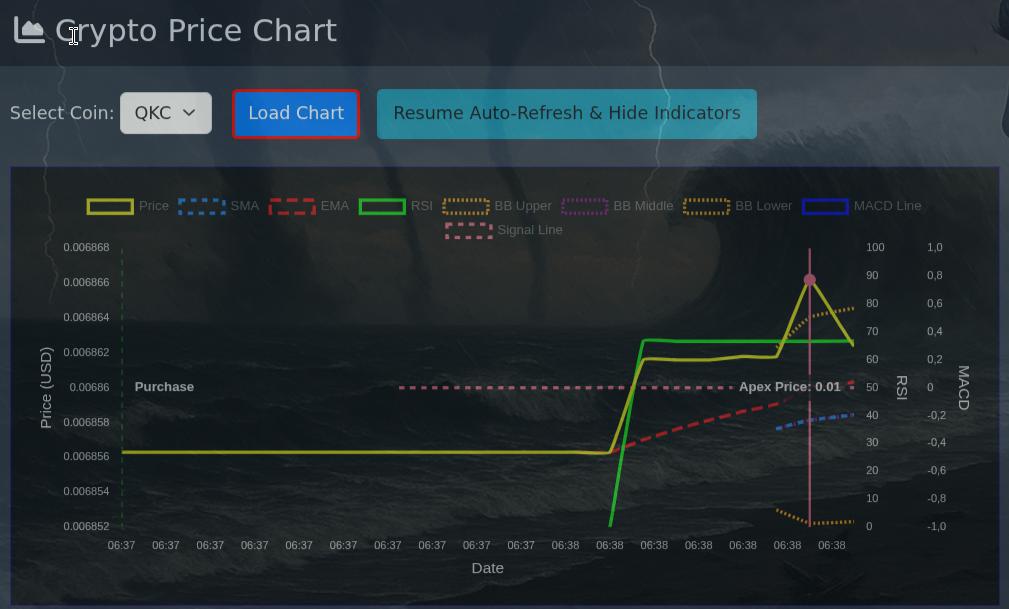 Crypto Price Chart
Select Coin: QKC Load Chart Resume Auto-Refresh & Hide Indicators
Price SMA EMA RSI BB Upper BB Middle BB Lower MACD Line
Signal Line
0.006868 100 1,0
0.006866 90 0,8
0.006864 80 0,6
70 0,4
0.006862 60 0,2
Price (USD) 0.00686 Purchase Apex Price: 0.01 50 0 RSI MACD
0.006858 40 -0,2
30 -0,4
0.006856 20 -0,6
0.006854 10 -0,8
0.006852 0 -1,0
06:37 06:37 06:37 06:37 06:37 06:37 06:37 06:37 06:37 06:37 06:38 06:38 06:38 06:38 06:38 06:38 06:38
Date